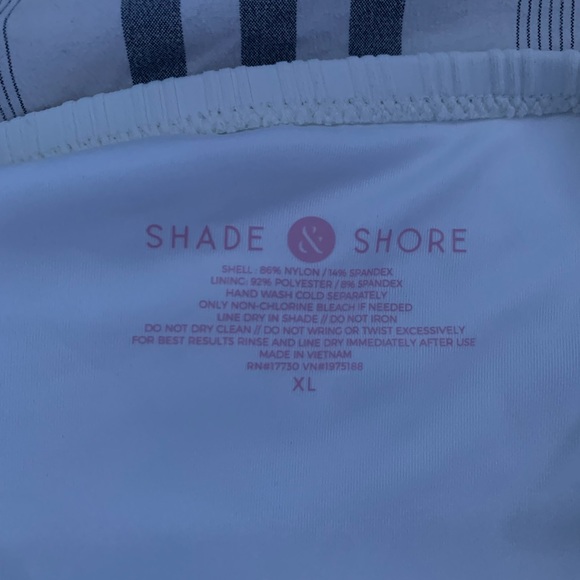 SHADE & SHORE
SHELL : 86% NYLON / 14% SPANDEX
LINING: 92% POLYESTER / 8% SPANDEX
HAND WASH COLD SEPARATELY
ONLY NON-CHLORINE BLEACH IF NEEDED
LINE DRY IN SHADE // DO NOT IRON
DO NOT DRY CLEAN // DO NOT WRING OR TWIST EXCESSIVELY
FOR BEST RESULTS RINSE AND LINE DRY IMMEDIATELY AFTER USE
MADE IN VIETNAM
RN#17730 VN#1975188
XL